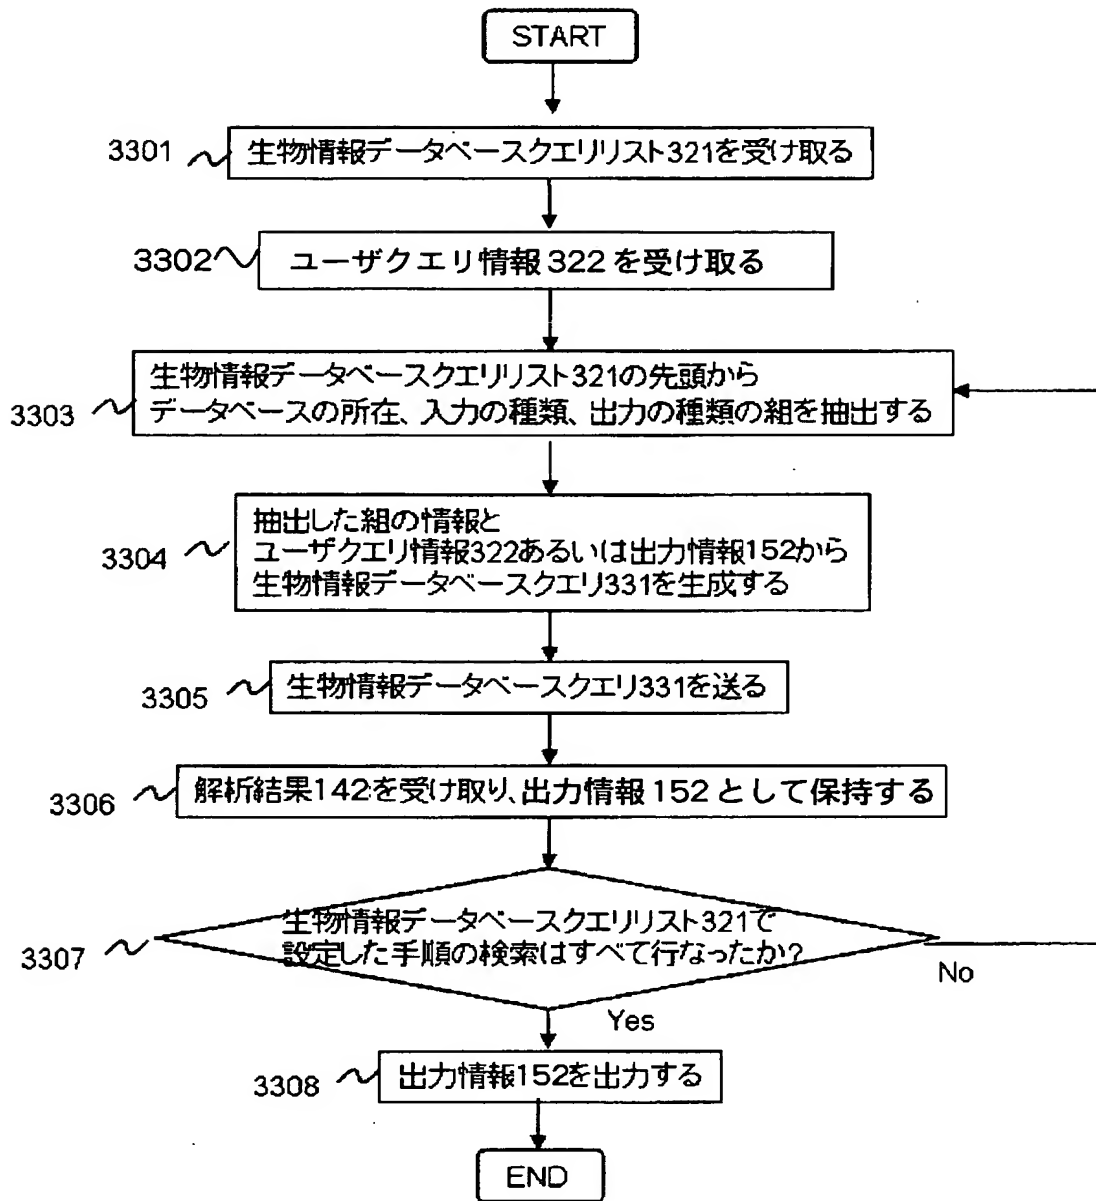 START
3301 生物情報データベースクエリリスト321を受け取る
3302 ユーザクエリ情報322を受け取る
3303 生物情報データベースクエリリスト321の先頭から
データベースの所在、入力の種類、出力の種類の組を抽出する
3304 抽出した組の情報と
ユーザクエリ情報322あるいは出力情報152から
生物情報データベースクエリ331を生成する
3305 生物情報データベースクエリ331を送る
3306 解析結果142を受け取り、出力情報152として保持する
3307 生物情報データベースクエリリスト321で
設定した手順の検索はすべて行なったか?
No
Yes
3308 出力情報152を出力する
END